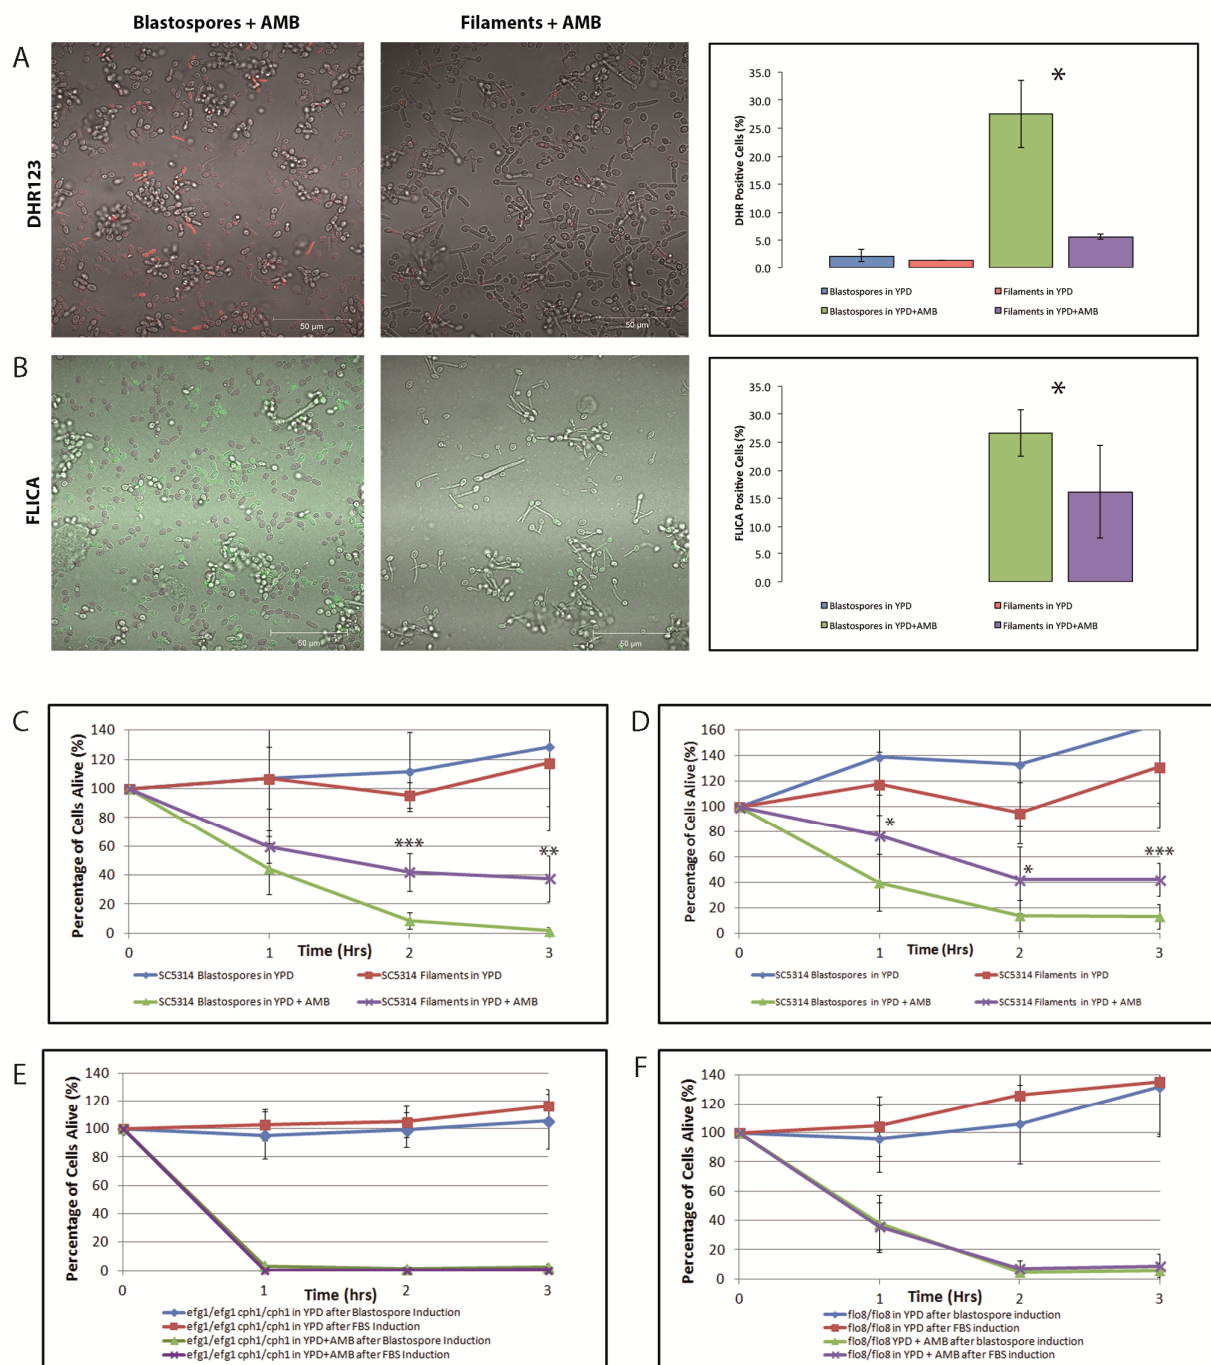 Blastospores + AMB
Filaments + AMB
A
DHR123
50 µm
50 µm
DHR Positive Cells (%)
35.0
30.0
25.0
20.0
15.0
10.0
5.0
0.0
*
Blastospores in YPD
Filaments in YPD
Blastospores in YPD+AMB
Filaments in YPD+AMB
B
FLICA
50 µm
50 µm
FLICA Positive Cells (%)
35.0
30.0
25.0
20.0
15.0
10.0
5.0
0.0
*
Blastospores in YPD
Filaments in YPD
Blastospores in YPD+AMB
Filaments in YPD+AMB
C
Percentage of Cells Alive (%)
140
120
100
80
60
40
20
0
***
**
0 1 2 3
Time (Hrs)
SC5314 Blastospores in YPD
SC5314 Filaments in YPD
SC5314 Blastospores in YPD + AMB
SC5314 Filaments in YPD + AMB
D
Percentage of Cells Alive (%)
160
140
120
100
80
60
40
20
0
*
*
***
0 1 2 3
Time (Hrs)
SC5314 Blastospores in YPD
SC5314 Filaments in YPD
SC5314 Blastospores in YPD + AMB
SC5314 Filaments in YPD + AMB
E
Percentage of Cells Alive (%)
140
120
100
80
60
40
20
0
0 1 2 3
Time (Hrs)
efg1/efg1 cph1/cph1 in YPD after Blastospore Induction
efg1/efg1 cph1/cph1 in YPD after FBS Induction
efg1/efg1 cph1/cph1 in YPD+AMB after Blastospore Induction
efg1/efg1 cph1/cph1 in YPD+AMB after FBS Induction
F
Percentage of Cells Alive (%)
140
120
100
80
60
40
20
0
0 1 2 3
Time (Hrs)
flo8/flo8 in YPD after blastospore induction
flo8/flo8 in YPD after FBS induction
flo8/flo8 YPD + AMB after blastospore induction
flo8/flo8 in YPD + AMB after FBS induction